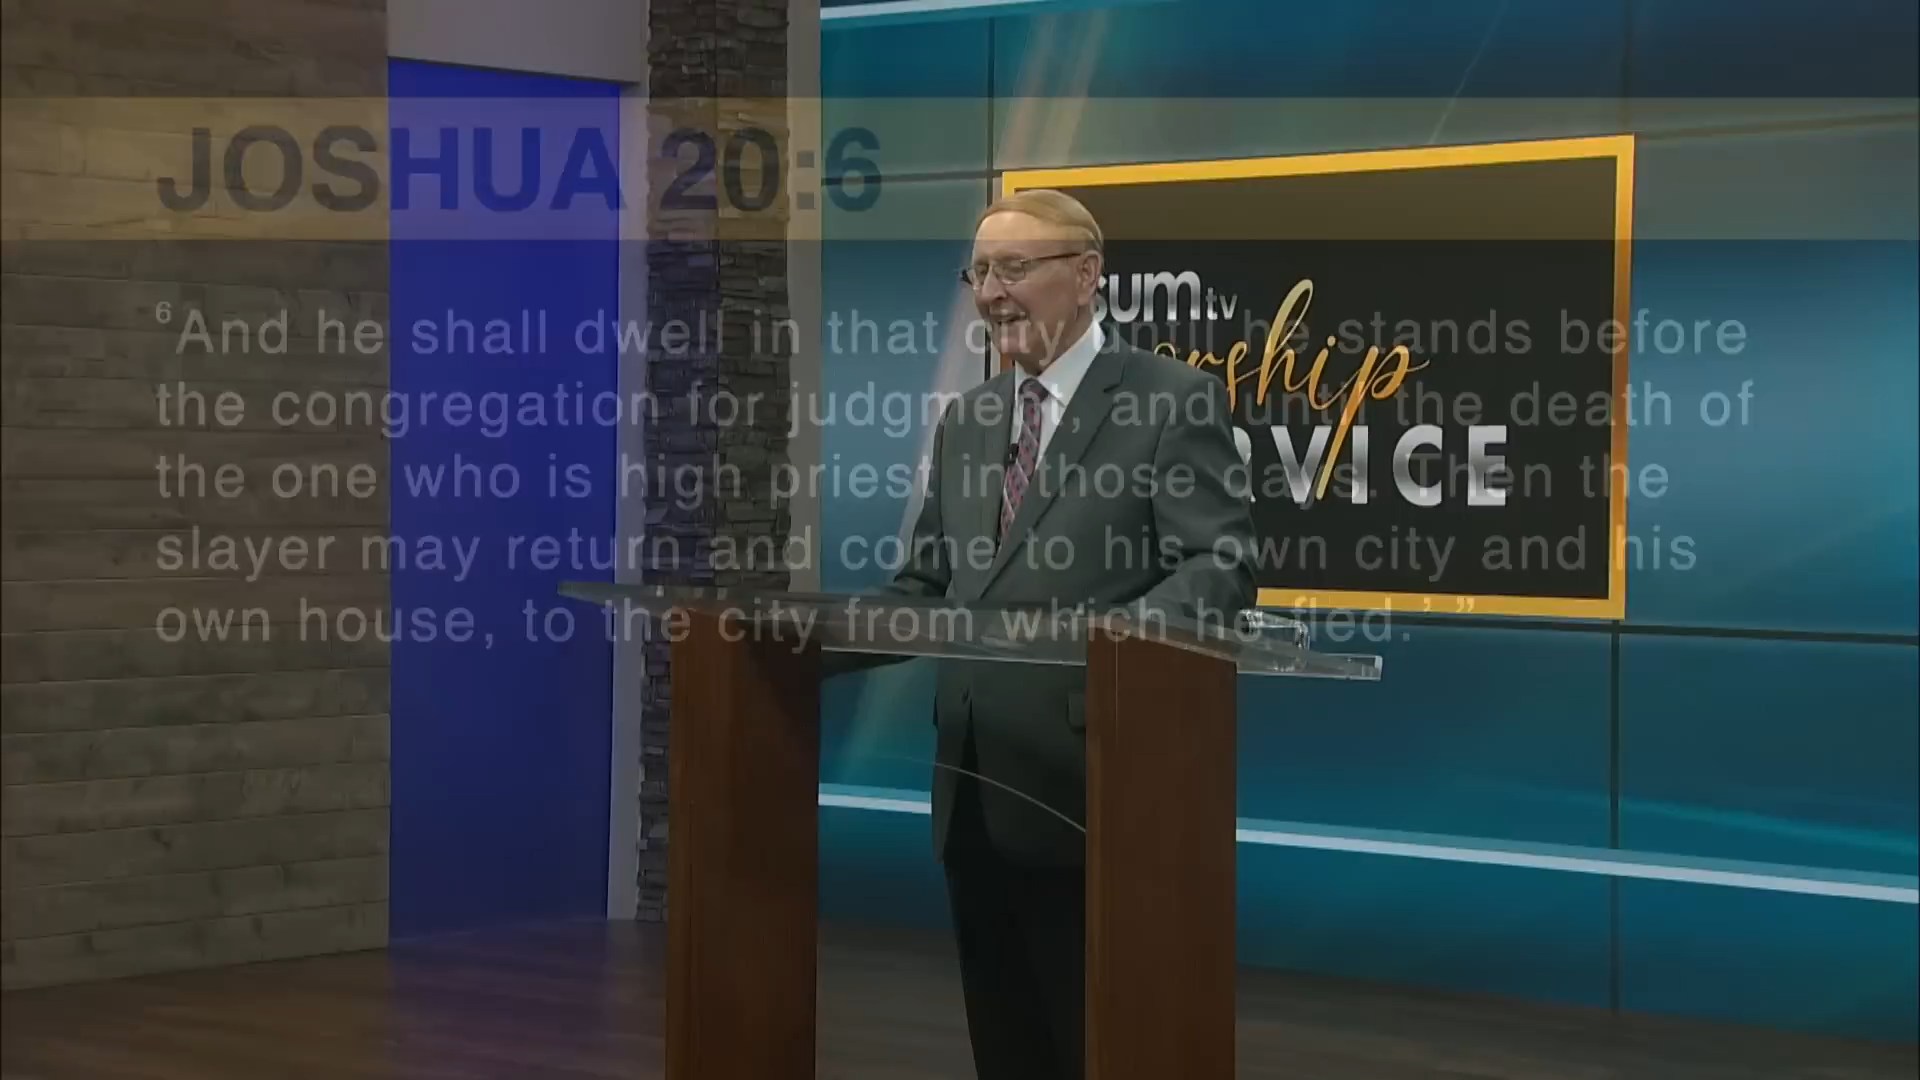 JOSHUA 20:6
sumtv
Worship
SERVICE
6And he shall dwell in that city until he stands before
the congregation for judgment, and until the death of
the one who is high priest in those days. Then the
slayer may return and come to his own city and his
own house, to the city from which he fled.’ ”